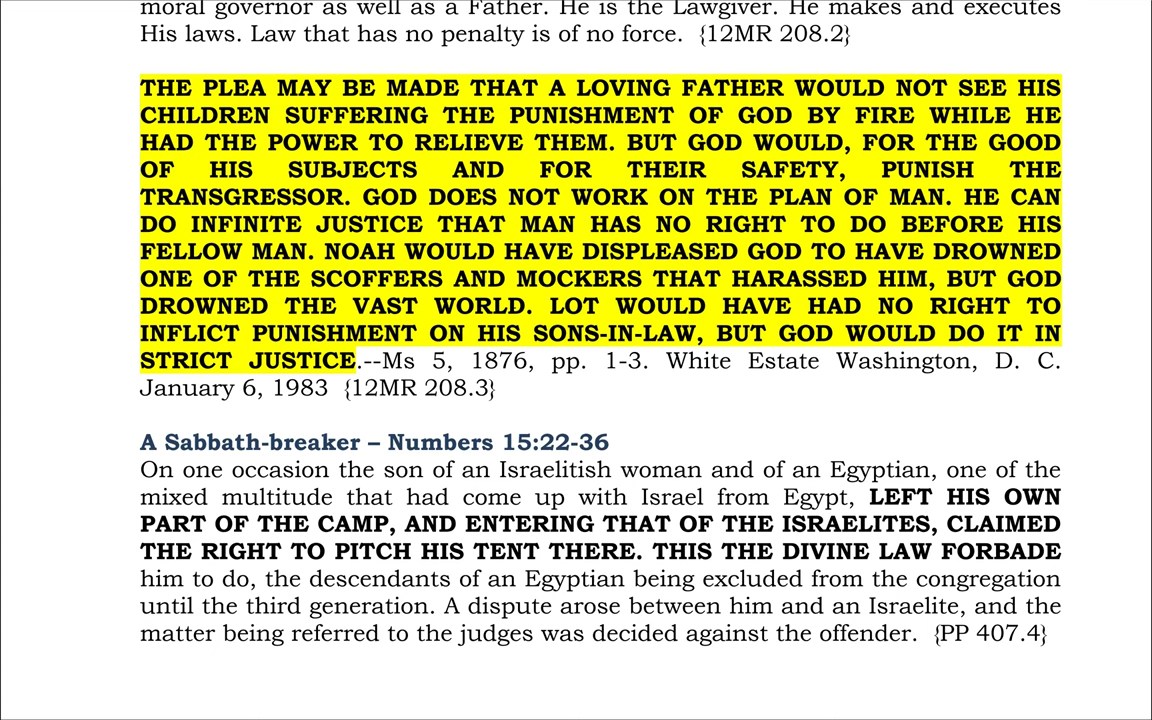 moral governor as well as a Father. He is the Lawgiver. He makes and executes
His laws. Law that has no penalty is of no force.  {12MR 208.2}
THE PLEA MAY BE MADE THAT A LOVING FATHER WOULD NOT SEE HIS
CHILDREN SUFFERING THE PUNISHMENT OF GOD BY FIRE WHILE HE
HAD THE POWER TO RELIEVE THEM. BUT GOD WOULD, FOR THE GOOD
OF HIS SUBJECTS AND FOR THEIR SAFETY, PUNISH THE
TRANSGRESSOR. GOD DOES NOT WORK ON THE PLAN OF MAN. HE CAN
DO INFINITE JUSTICE THAT MAN HAS NO RIGHT TO DO BEFORE HIS
FELLOW MAN. NOAH WOULD HAVE DISPLEASED GOD TO HAVE DROWNED
ONE OF THE SCOFFERS AND MOCKERS THAT HARASSED HIM, BUT GOD
DROWNED THE VAST WORLD. LOT WOULD HAVE HAD NO RIGHT TO
INFLICT PUNISHMENT ON HIS SONS-IN-LAW, BUT GOD WOULD DO IT IN
STRICT JUSTICE.--Ms 5, 1876, pp. 1-3. White Estate Washington, D. C.
January 6, 1983  {12MR 208.3}
A Sabbath-breaker – Numbers 15:22-36
On one occasion the son of an Israelitish woman and of an Egyptian, one of the
mixed multitude that had come up with Israel from Egypt, LEFT HIS OWN
PART OF THE CAMP, AND ENTERING THAT OF THE ISRAELITES, CLAIMED
THE RIGHT TO PITCH HIS TENT THERE. THIS THE DIVINE LAW FORBADE
him to do, the descendants of an Egyptian being excluded from the congregation
until the third generation. A dispute arose between him and an Israelite, and the
matter being referred to the judges was decided against the offender.  {PP 407.4}